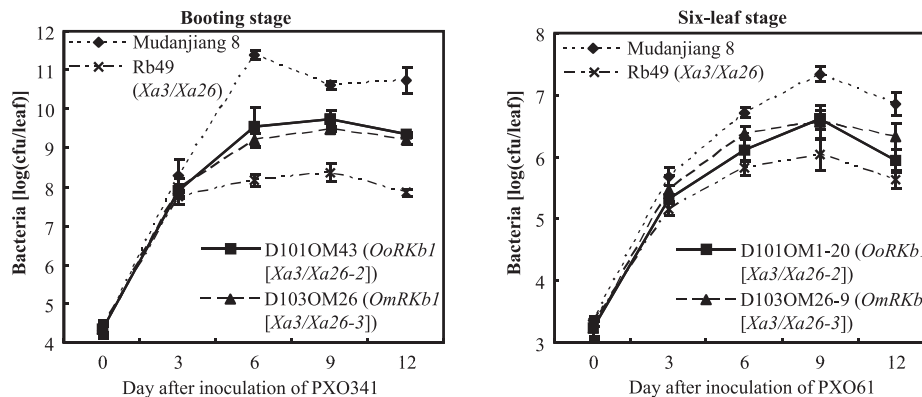 Booting stage
Bacteria [log(cfu/leaf)]
12
11
10
9
8
7
6
5
4
Mudanjiang 8
Rb49
(Xa3/Xa26)
D101OM43 (OoRKb1
[Xa3/Xa26-2])
D103OM26 (OmRKb1
[Xa3/Xa26-3])
0 3 6 9 12
Day after inoculation of PXO341
Six-leaf stage
Bacteria [log(cfu/leaf)]
8
7
6
5
4
3
Mudanjiang 8
Rb49 (Xa3/Xa26)
D101OM1-20 (OoRKb1
[Xa3/Xa26-2])
D103OM26-9 (OmRKb
[Xa3/Xa26-3])
0 3 6 9 12
Day after inoculation of PXO61